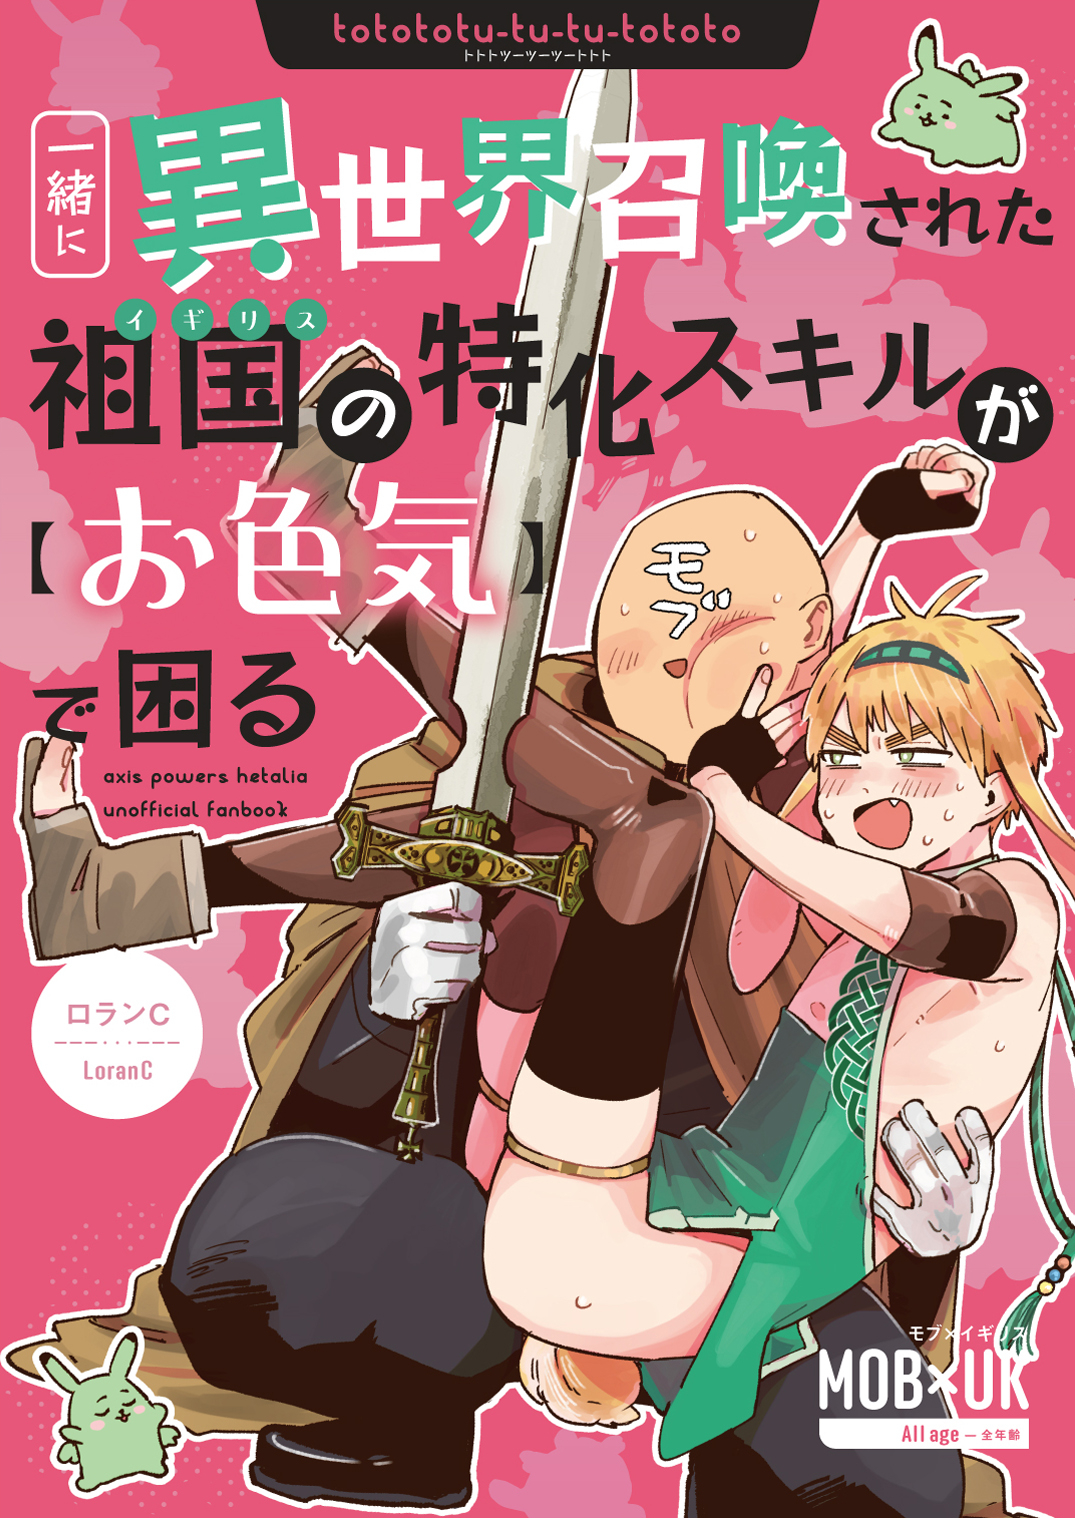 totototu-tu-tu-tototo
トトトツーツーツートトト
一緒に
異世界召喚された
イギリス
祖国の特化スキルが
【お色気】
で困る
axis powers hetalia
unofficial fanbook
ロランC
LoranC
モブ
モブ×イギリス
MOB×UK
All age — 全年齢